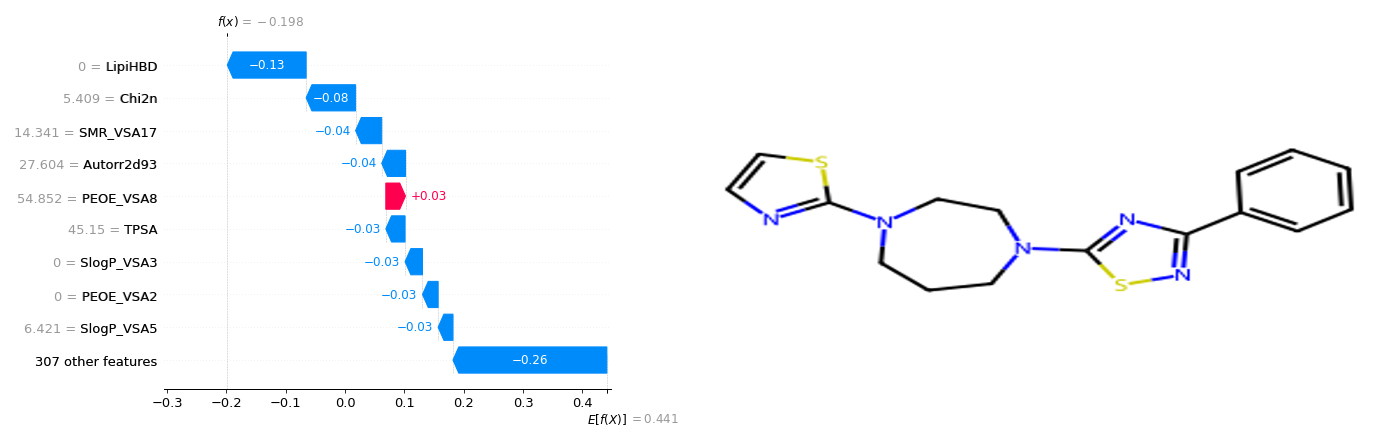 f(x) = −0.198
0 = LipiHBD
−0.13
5.409 = Chi2n
−0.08
14.341 = SMR_VSA17
−0.04
27.604 = Autorr2d93
−0.04
54.852 = PEOE_VSA8
+0.03
45.15 = TPSA
−0.03
0 = SlogP_VSA3
−0.03
0 = PEOE_VSA2
−0.03
6.421 = SlogP_VSA5
−0.03
307 other features
−0.26
−0.3 −0.2 −0.1 0.0 0.1 0.2 0.3 0.4
E[f(X)] = 0.441
S
N
N
N
N
S
N